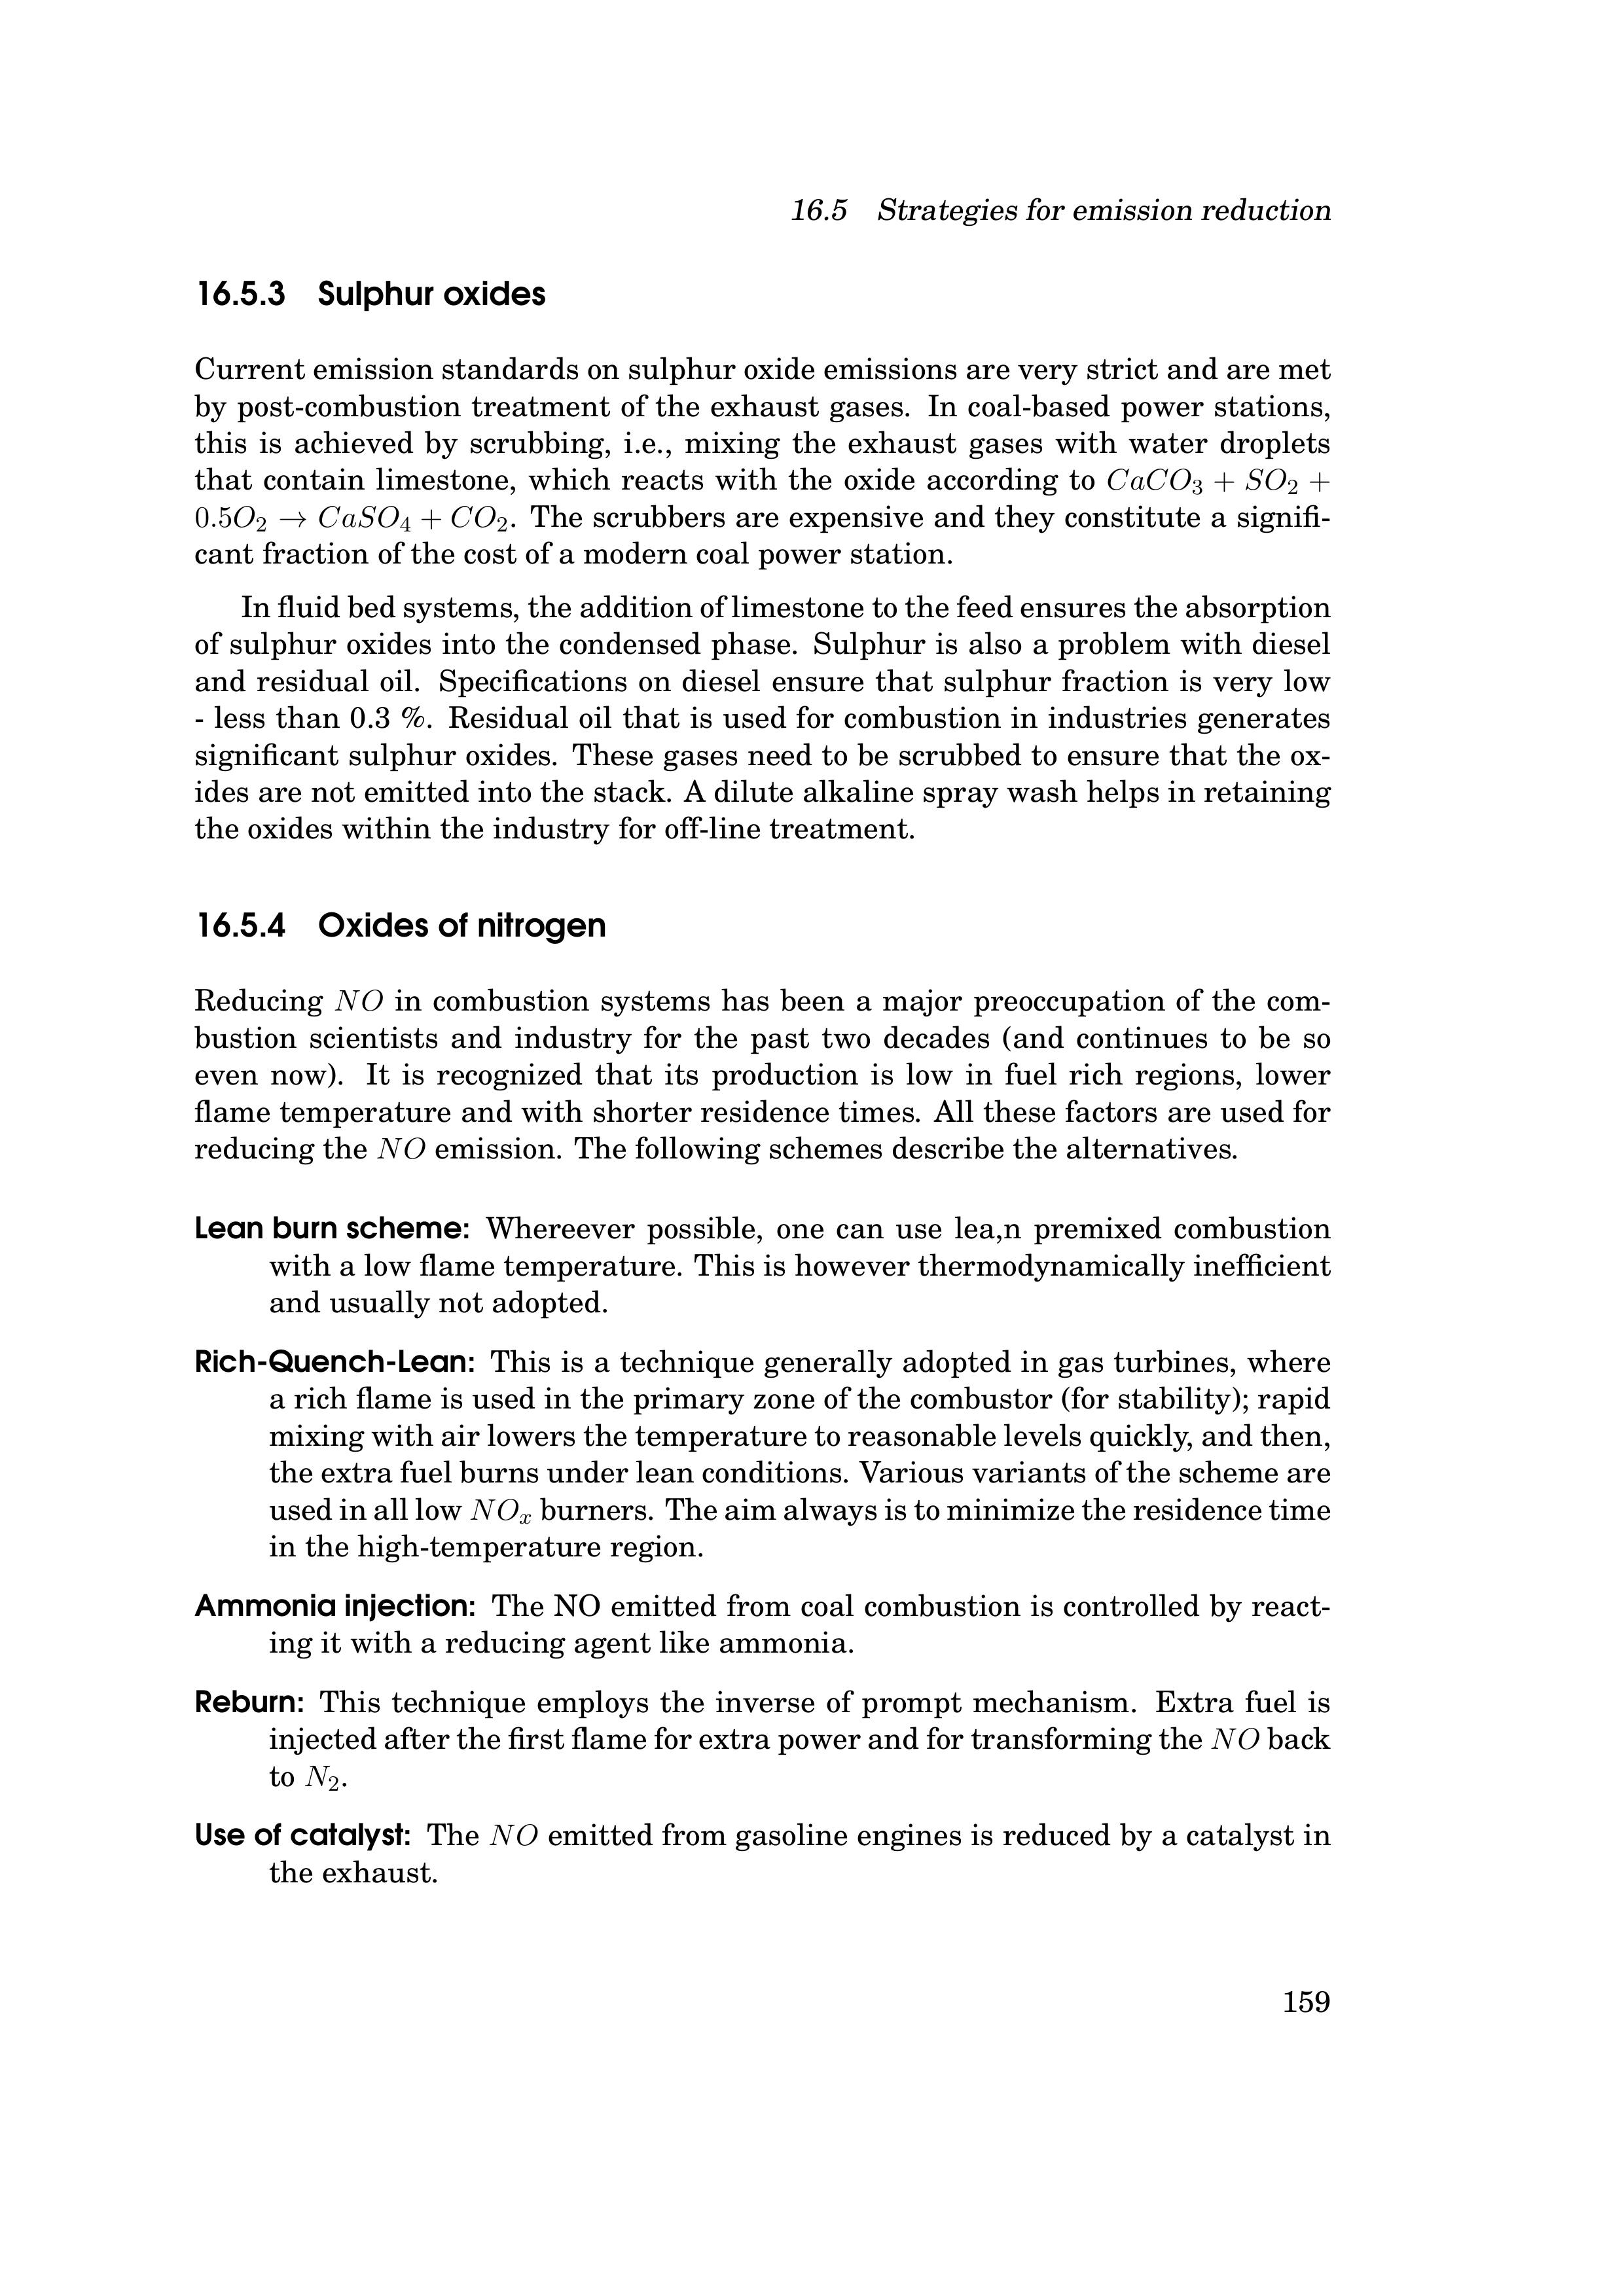 16.5 Strategies for emission reduction
16.5.3 Sulphur oxides
Current emission standards on sulphur oxide emissions are very strict and are met
by post-combustion treatment of the exhaust gases. In coal-based power stations,
this is achieved by scrubbing, i.e., mixing the exhaust gases with water droplets
that contain limestone, which reacts with the oxide according to CaCO₃ + SO₂ +
0.5O₂ → CaSO₄ + CO₂. The scrubbers are expensive and they constitute a signifi-
cant fraction of the cost of a modern coal power station.
In fluid bed systems, the addition of limestone to the feed ensures the absorption
of sulphur oxides into the condensed phase. Sulphur is also a problem with diesel
and residual oil. Specifications on diesel ensure that sulphur fraction is very low
- less than 0.3 %. Residual oil that is used for combustion in industries generates
significant sulphur oxides. These gases need to be scrubbed to ensure that the ox-
ides are not emitted into the stack. A dilute alkaline spray wash helps in retaining
the oxides within the industry for off-line treatment.
16.5.4 Oxides of nitrogen
Reducing NO in combustion systems has been a major preoccupation of the com-
bustion scientists and industry for the past two decades (and continues to be so
even now). It is recognized that its production is low in fuel rich regions, lower
flame temperature and with shorter residence times. All these factors are used for
reducing the NO emission. The following schemes describe the alternatives.
Lean burn scheme: Whereever possible, one can use lea,n premixed combustion
with a low flame temperature. This is however thermodynamically inefficient
and usually not adopted.
Rich-Quench-Lean: This is a technique generally adopted in gas turbines, where
a rich flame is used in the primary zone of the combustor (for stability); rapid
mixing with air lowers the temperature to reasonable levels quickly, and then,
the extra fuel burns under lean conditions. Various variants of the scheme are
used in all low NOₓ burners. The aim always is to minimize the residence time
in the high-temperature region.
Ammonia injection: The NO emitted from coal combustion is controlled by react-
ing it with a reducing agent like ammonia.
Reburn: This technique employs the inverse of prompt mechanism. Extra fuel is
injected after the first flame for extra power and for transforming the NO back
to N₂.
Use of catalyst: The NO emitted from gasoline engines is reduced by a catalyst in
the exhaust.
159